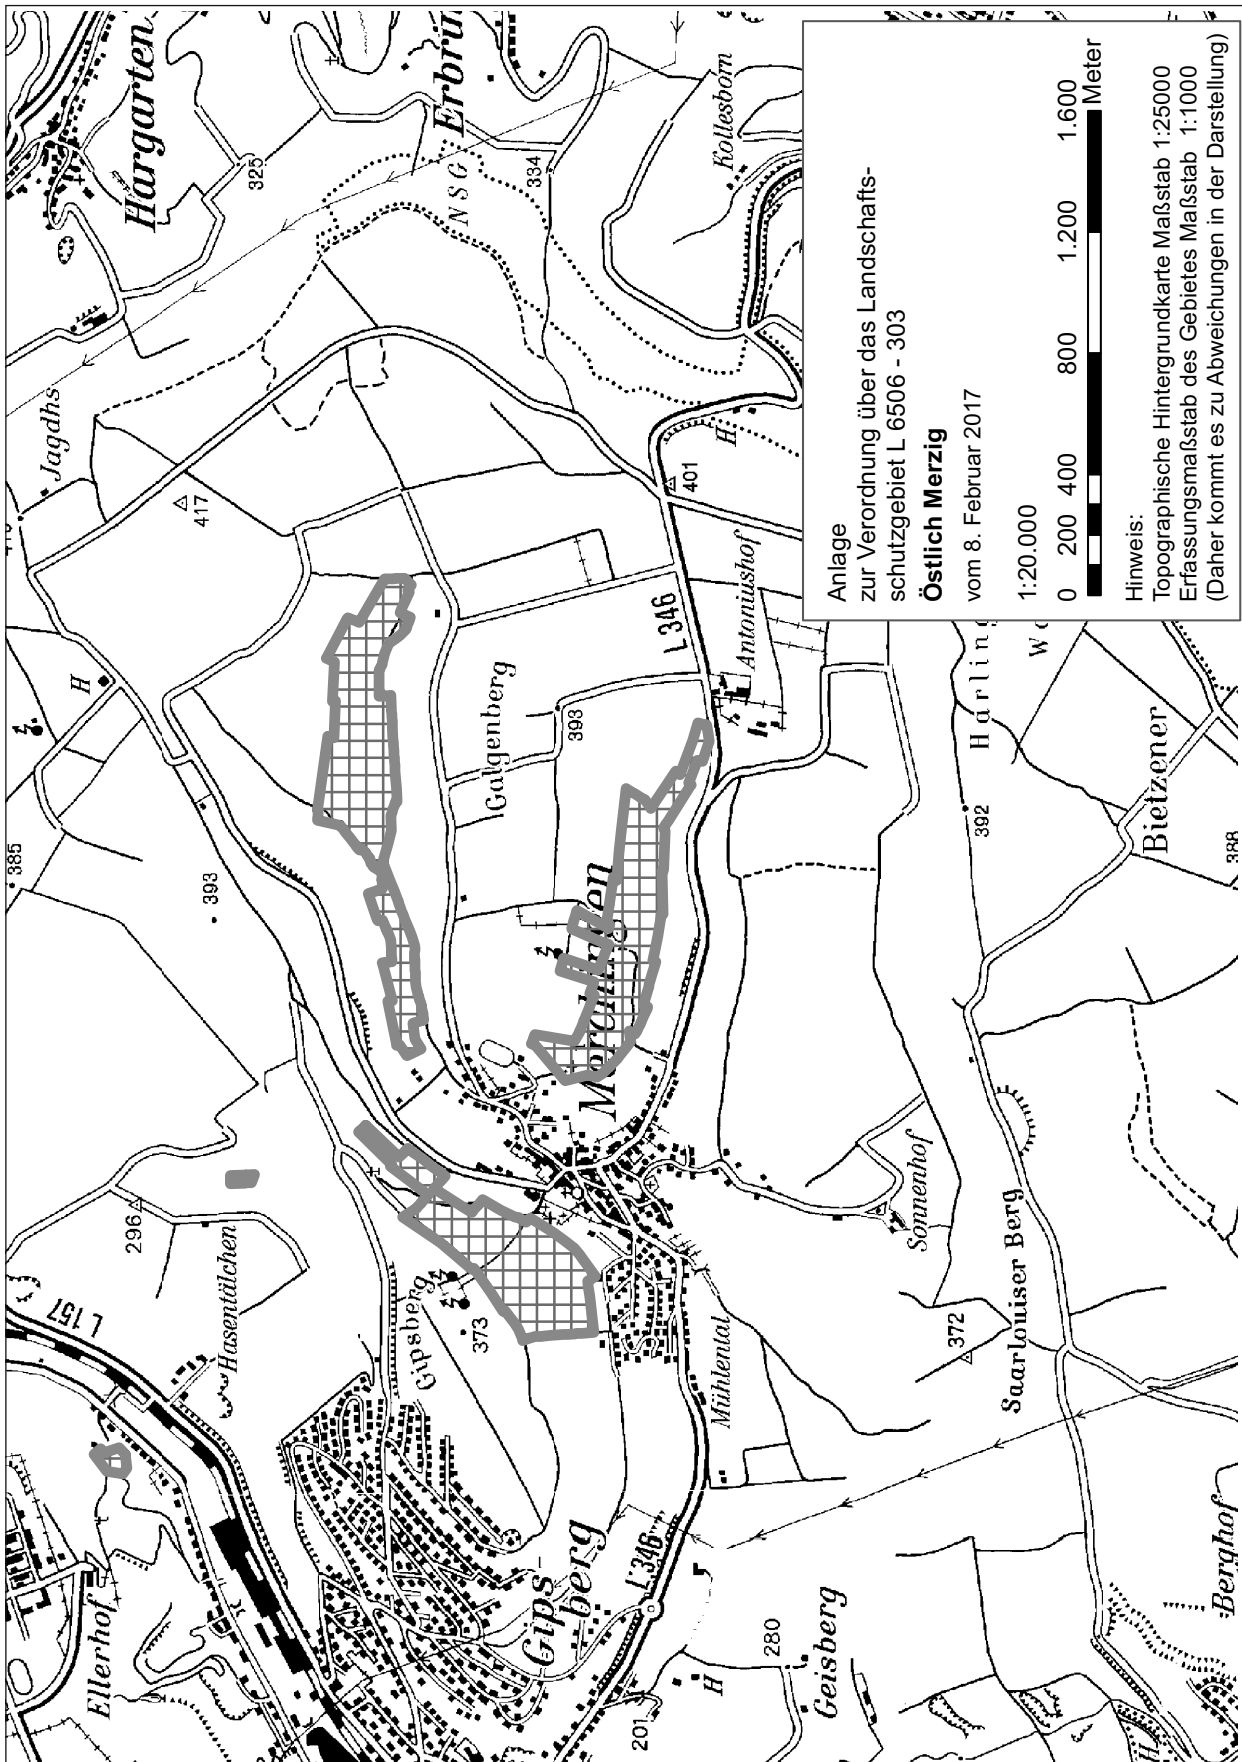 Hargarten
Erbrin
325
NSG
334
Kollesborn
Jagdhs
417
H
401
H
385
393
Galgenberg
393
L 346
Antoniushof
Merchingen
392
Harling
Bietzener
388
296
Hasentälchen
L 157
Gipsberg
373
Sonnenhof
Saarlouiser Berg
372
Mühlental
Ellerhof
Gips-
berg
L 346
201
H
280
Geisberg
Berghof
Anlage
zur Verordnung über das Landschafts-
schutzgebiet L 6506 - 303
Östlich Merzig
vom 8. Februar 2017
1:20.000
0 200 400 800 1.200 1.600
Meter
Hinweis:
Topographische Hintergrundkarte Maßstab 1:25000
Erfassungsmaßstab des Gebietes Maßstab 1:1000
(Daher kommt es zu Abweichungen in der Darstellung)